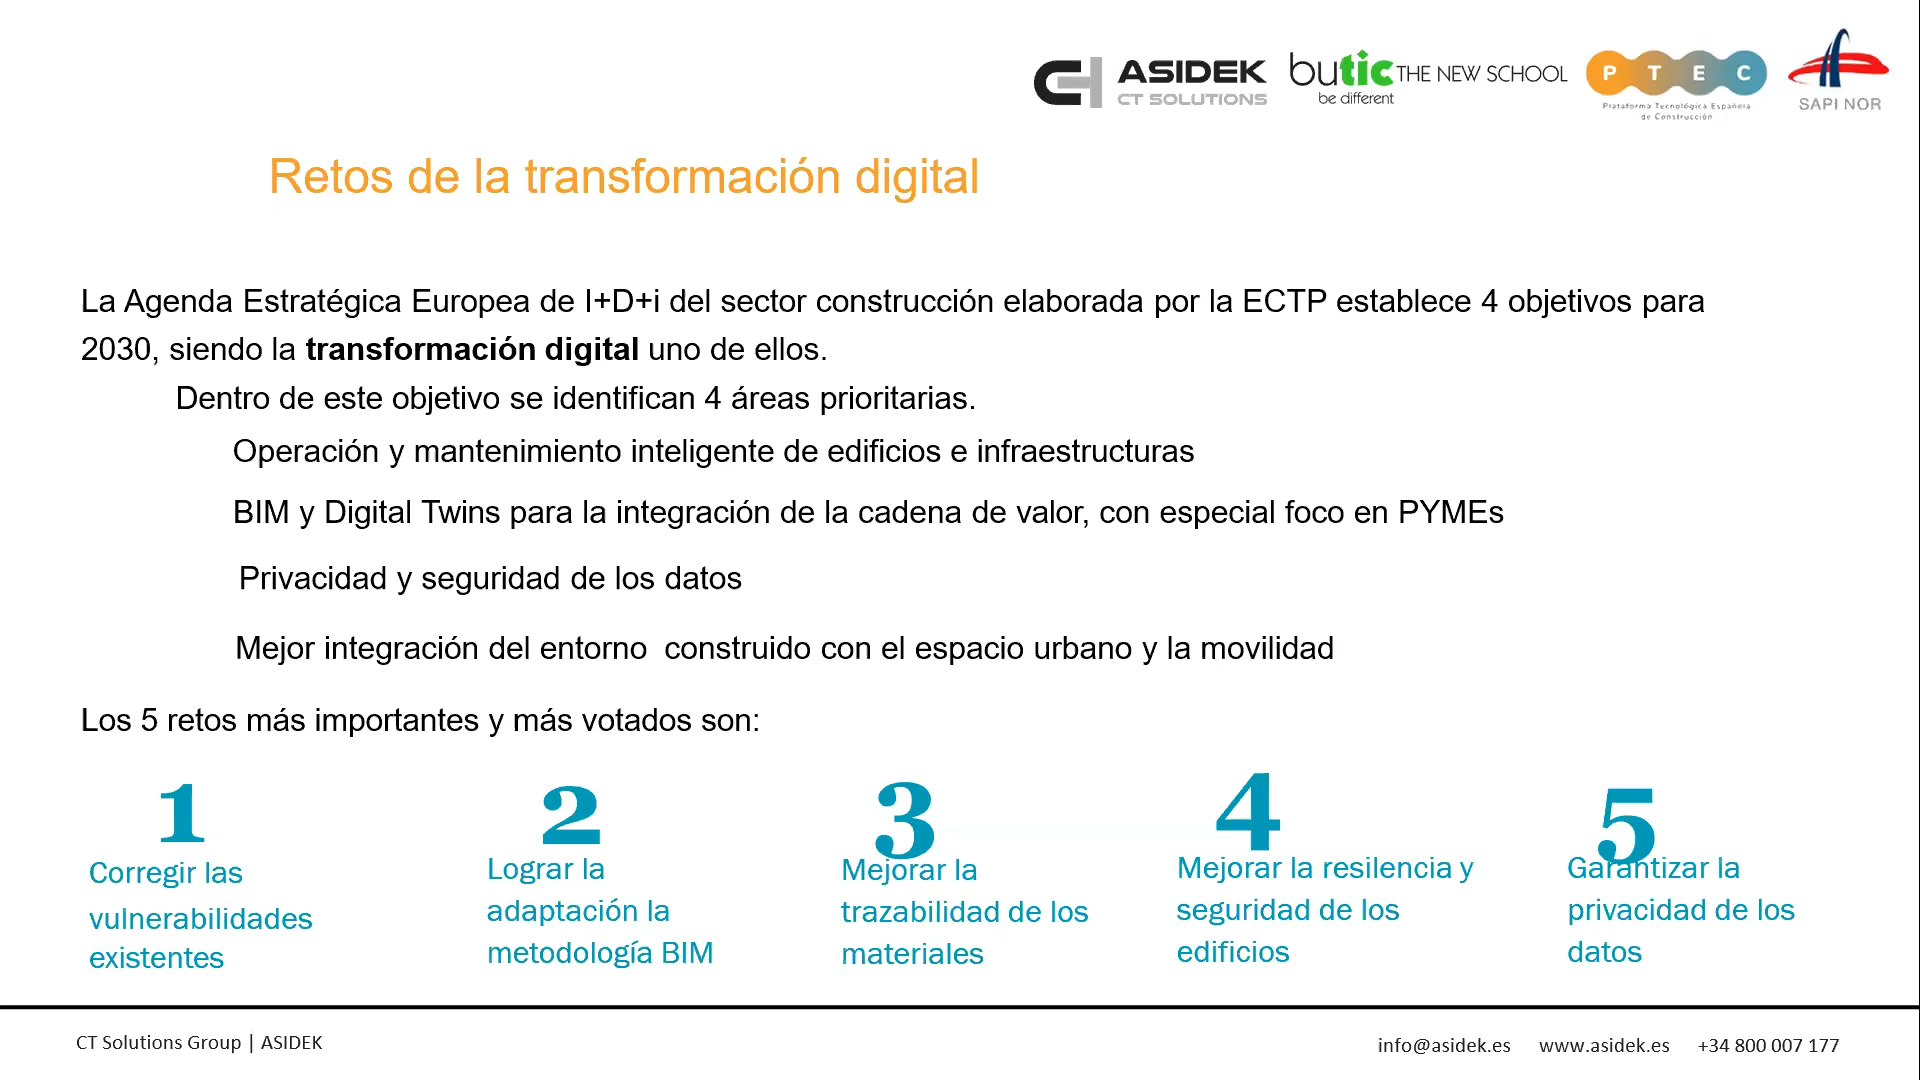 ASIDEK
CT SOLUTIONS
butic THE NEW SCHOOL
be different
P T E C
Plataforma Tecnológica Española
de Construcción
SAPI NOR
Retos de la transformación digital
La Agenda Estratégica Europea de I+D+i del sector construcción elaborada por la ECTP establece 4 objetivos para
2030, siendo la transformación digital uno de ellos.
Dentro de este objetivo se identifican 4 áreas prioritarias.
Operación y mantenimiento inteligente de edificios e infraestructuras
BIM y Digital Twins para la integración de la cadena de valor, con especial foco en PYMEs
Privacidad y seguridad de los datos
Mejor integración del entorno construido con el espacio urbano y la movilidad
Los 5 retos más importantes y más votados son:
1
Corregir las
vulnerabilidades
existentes
2
Lograr la
adaptación la
metodología BIM
3
Mejorar la
trazabilidad de los
materiales
4
Mejorar la resilencia y
seguridad de los
edificios
5
Garantizar la
privacidad de los
datos
CT Solutions Group | ASIDEK
info@asidek.es www.asidek.es +34 800 007 177